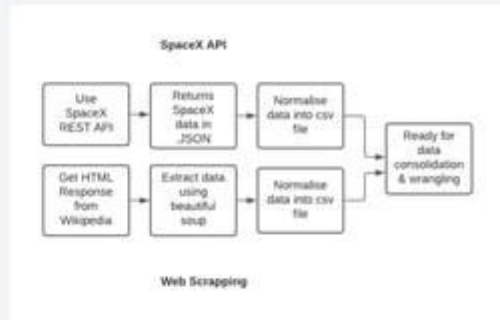 SpaceX API
Use
SpaceX
REST API
Returns
SpaceX
data in
.JSON
Normalise
data into csv
file
Ready for
data
consolidation
& wrangling
Get HTML
Response
from
Wikipedia
Extract data
using
beautiful
soup
Normalise
data into csv
file
Web Scrapping